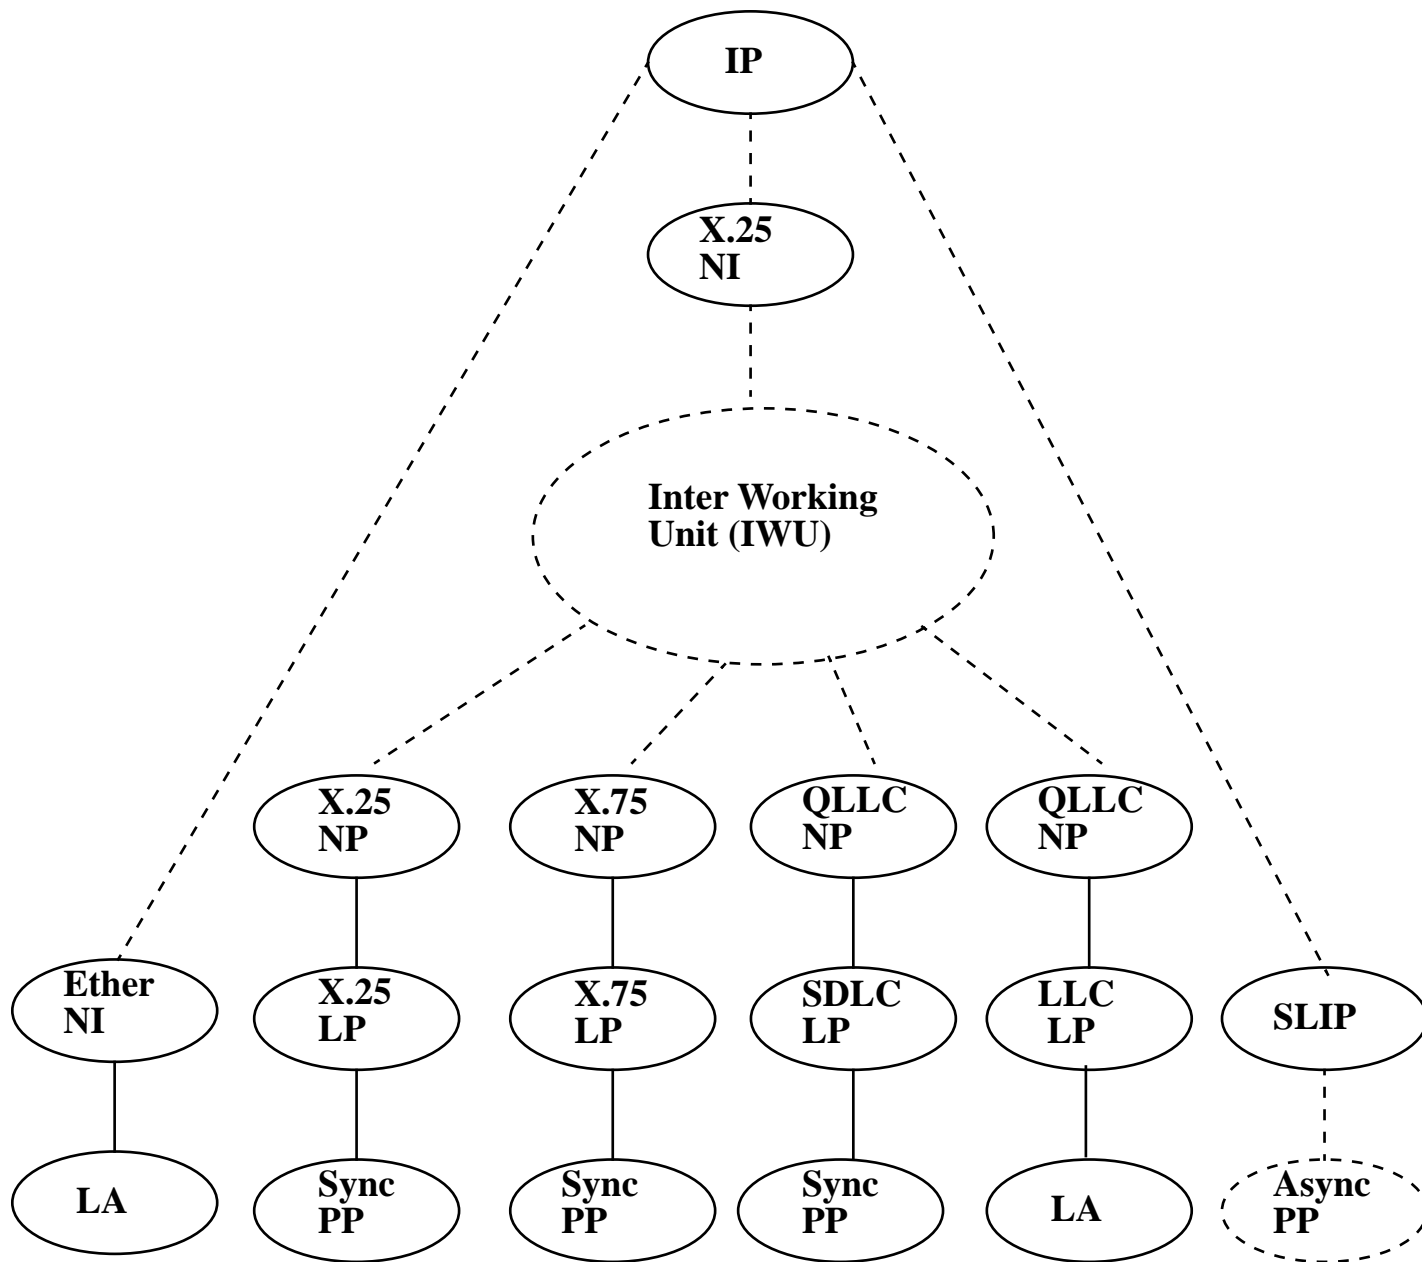 IP
X.25
NI
Inter Working
Unit (IWU)
X.25
NP
X.75
NP
QLLC
NP
QLLC
NP
Ether
NI
X.25
LP
X.75
LP
SDLC
LP
LLC
LP
SLIP
LA
Sync
PP
Sync
PP
Sync
PP
LA
Async
PP